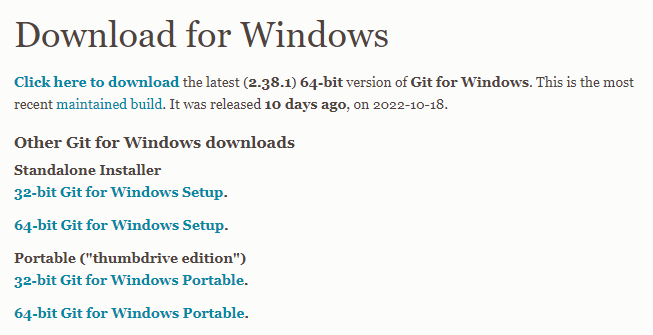 Download for Windows
Click here to download the latest (2.38.1) 64-bit version of Git for Windows. This is the most
recent maintained build. It was released 10 days ago, on 2022-10-18.
Other Git for Windows downloads
Standalone Installer
32-bit Git for Windows Setup.
64-bit Git for Windows Setup.
Portable ("thumbdrive edition")
32-bit Git for Windows Portable.
64-bit Git for Windows Portable.